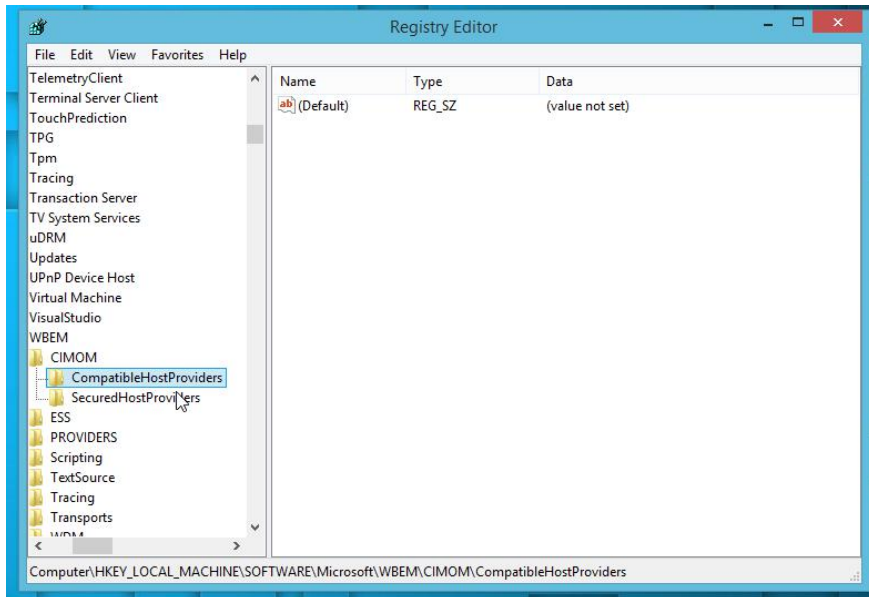 Registry Editor
File Edit View Favorites Help
TelemetryClient
Terminal Server Client
TouchPrediction
TPG
Tpm
Tracing
Transaction Server
TV System Services
uDRM
Updates
UPnP Device Host
Virtual Machine
VisualStudio
WBEM
CIMOM
CompatibleHostProviders
SecuredHostProviders
ESS
PROVIDERS
Scripting
TextSource
Tracing
Transports
WDM
Name Type Data
ab (Default) REG_SZ (value not set)
Computer\HKEY_LOCAL_MACHINE\SOFTWARE\Microsoft\WBEM\CIMOM\CompatibleHostProviders